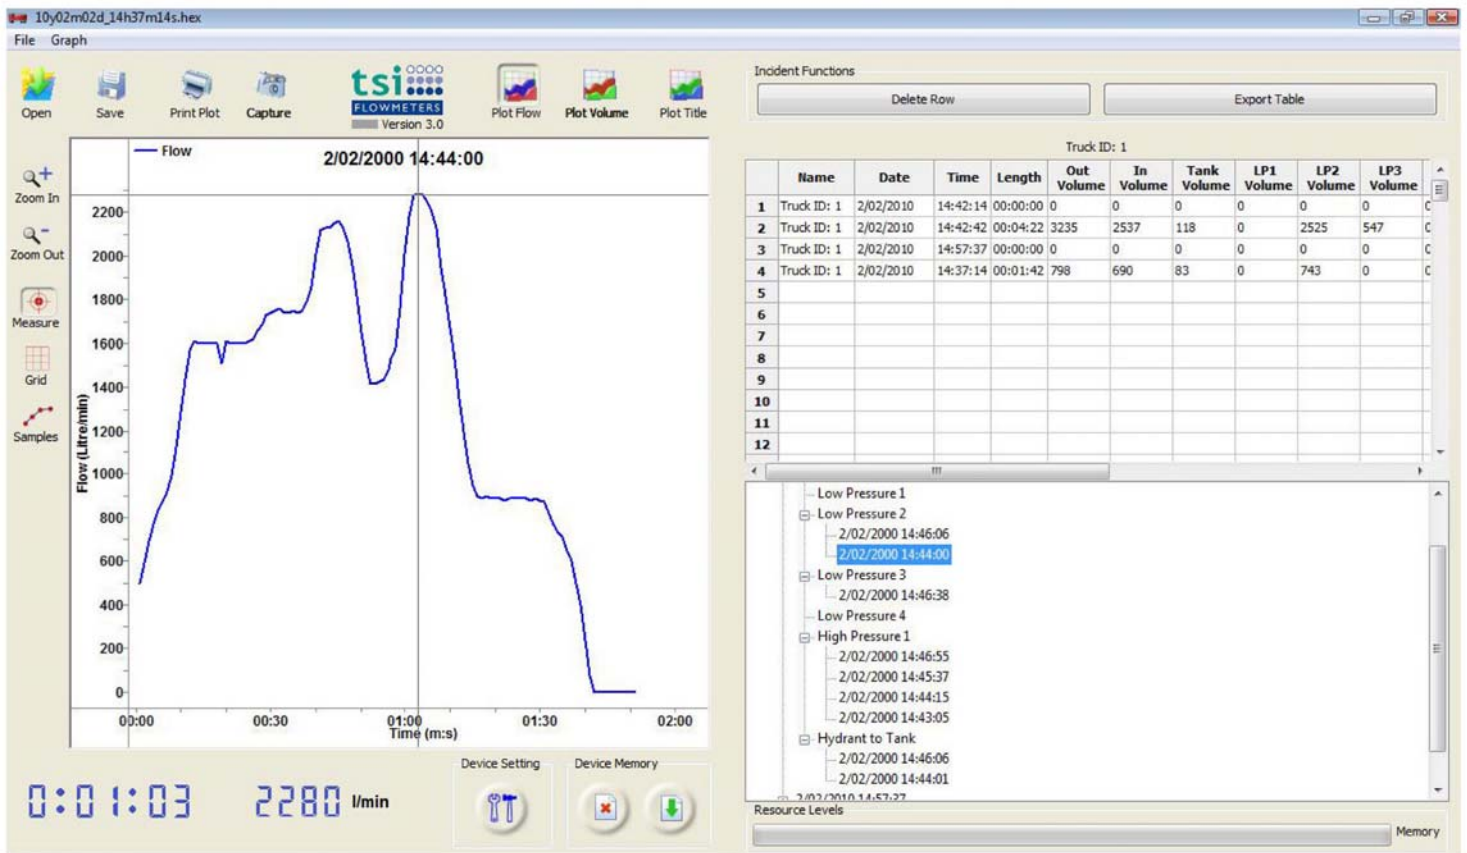 10y02m02d_14h37m14s.hex
File Graph
Open Save Print Plot Capture
tsi
FLOWMETERS
Version 3.0
Plot Flow Plot Volume Plot Title
Zoom In
Zoom Out
Measure
Grid
Samples
Flow
2/02/2000 14:44:00
Flow (Litre/min)
2200
2000
1800
1600
1400
1200
1000
800
600
400
200
0
00:00 00:30 01:00 01:30 02:00
Time (m:s)
0:01:03 2280 l/min
Device Setting
Device Memory
Incident Functions
Delete Row Export Table
Truck ID: 1
Name Date Time Length Out Volume In Volume Tank Volume LP1 Volume LP2 Volume LP3 Volume
1 Truck ID: 1 2/02/2010 14:42:14 00:00:00 0 0 0 0 0 0
2 Truck ID: 1 2/02/2010 14:42:42 00:04:22 3235 2537 118 0 2525 547
3 Truck ID: 1 2/02/2010 14:57:37 00:00:00 0 0 0 0 0 0
4 Truck ID: 1 2/02/2010 14:37:14 00:01:42 798 690 83 0 743 0
5
6
7
8
9
10
11
12
Low Pressure 1
Low Pressure 2
2/02/2000 14:46:06
2/02/2000 14:44:00
Low Pressure 3
2/02/2000 14:46:38
Low Pressure 4
High Pressure 1
2/02/2000 14:46:55
2/02/2000 14:45:37
2/02/2000 14:44:15
2/02/2000 14:43:05
Hydrant to Tank
2/02/2000 14:46:06
2/02/2000 14:44:01
2/02/2010 14:57:37
Resource Levels
Memory